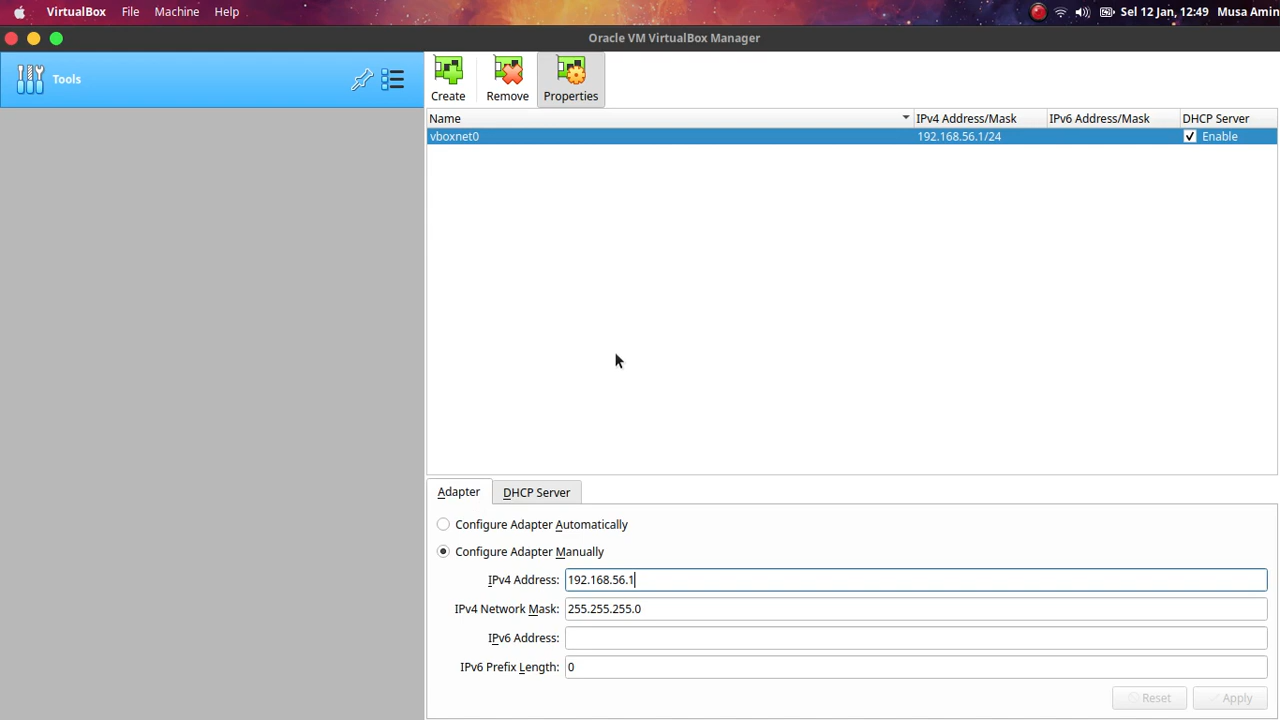 VirtualBox File Machine Help Sel 12 Jan, 12:49 Musa Amin
Oracle VM VirtualBox Manager
Tools
Create Remove Properties
Name IPv4 Address/Mask IPv6 Address/Mask DHCP Server
vboxnet0 192.168.56.1/24 Enable
Adapter DHCP Server
Configure Adapter Automatically
Configure Adapter Manually
IPv4 Address: 192.168.56.1
IPv4 Network Mask: 255.255.255.0
IPv6 Address:
IPv6 Prefix Length: 0
Reset Apply